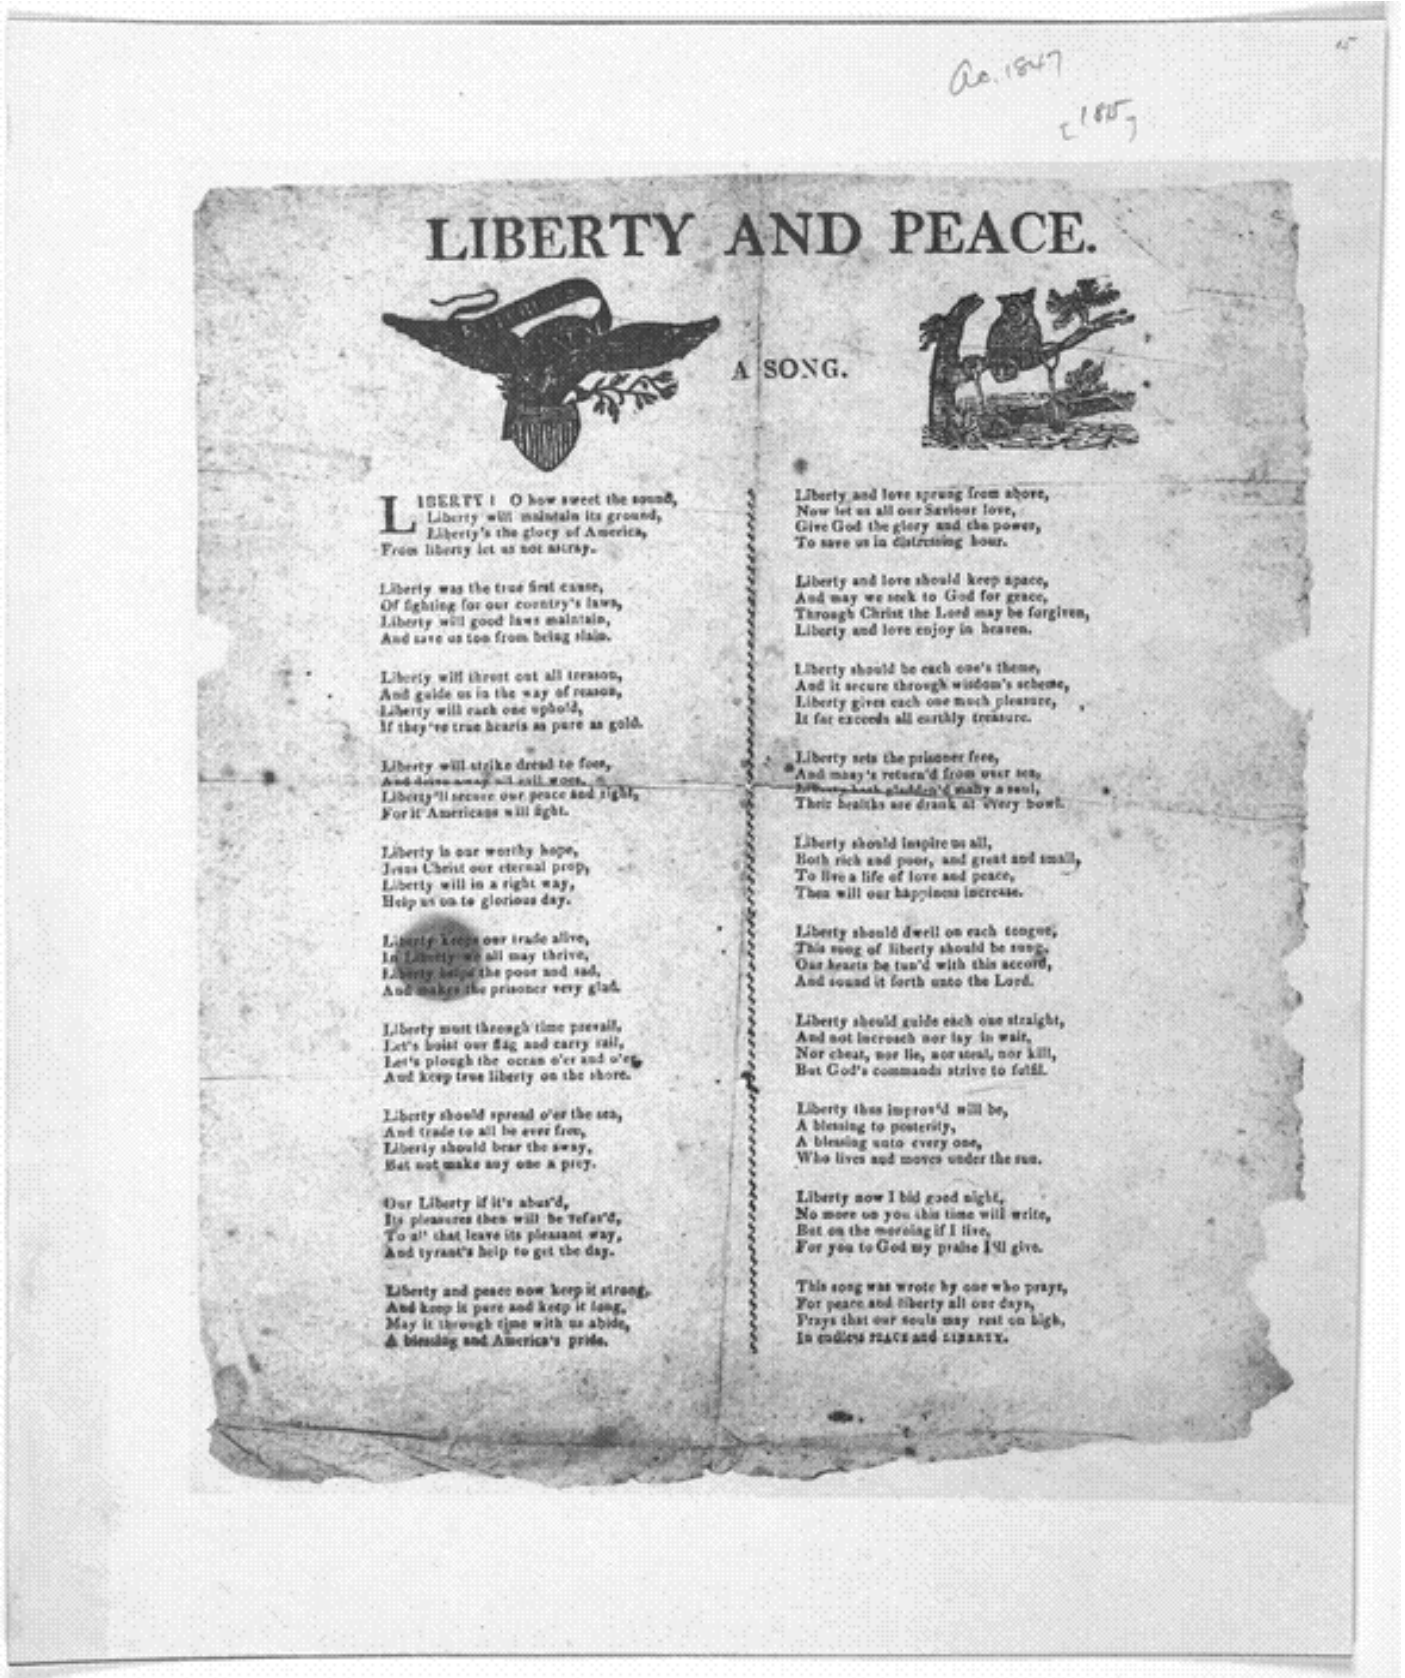 Ac. 1847
[1815]
LIBERTY AND PEACE.
A SONG.
LIBERTY! O how sweet the sound,
Liberty will maintain its ground,
Liberty's the glory of America,
From liberty let us not astray.
Liberty was the true first cause,
Of fighting for our country's laws,
Liberty will good laws maintain,
And save us too from being slain.
Liberty will thrust out all treason,
And guide us in the way of reason,
Liberty will each one uphold,
If they've true hearts as pure as gold.
Liberty will strike dread to foes,
And drive away all evil woes,
Liberty'll secure our peace and right,
For it Americans will fight.
Liberty is our worthy hope,
Jesus Christ our eternal prop,
Liberty will in a right way,
Help us on to glorious day.
Liberty keeps our trade alive,
In Liberty we all may thrive,
Liberty helps the poor and sad,
And makes the prisoner very glad.
Liberty must through time prevail,
Let's hoist our flag and carry sail,
Let's plough the ocean o'er and o'er,
And keep true liberty on the shore.
Liberty should spread o'er the sea,
And trade to all be ever free,
Liberty should bear the sway,
But not make any one a prey.
Our Liberty if it's abus'd,
Its pleasures then will be refus'd,
To all that leave its pleasant way,
And tyrant's help to get the day.
Liberty and peace now keep it strong,
And keep it pure and keep it long,
May it through time with us abide,
A blessing and America's pride.
Liberty and love sprung from above,
Now let us all our Saviour love,
Give God the glory and the power,
To save us in distressing hour.
Liberty and love should keep apace,
And may we seek to God for grace,
Through Christ the Lord may be forgiven,
Liberty and love enjoy in heaven.
Liberty should be each one's theme,
And it secure through wisdom's scheme,
Liberty gives each one much pleasure,
It far exceeds all earthly treasure.
Liberty sets the prisoner free,
And many's return'd from over sea,
Liberty hath gladden'd many a soul,
Their healths are drank at every bowl.
Liberty should inspire us all,
Both rich and poor, and great and small,
To live a life of love and peace,
Then will our happiness increase.
Liberty should dwell on each tongue,
This song of liberty should be sung,
Our hearts be tun'd with this accord,
And sound it forth unto the Lord.
Liberty should guide each one straight,
And not incroach nor lay in wait,
Nor cheat, nor lie, nor steal, nor kill,
But God's commands strive to fulfil.
Liberty thus improv'd will be,
A blessing to posterity,
A blessing unto every one,
Who lives and moves under the sun.
Liberty now I bid good night,
No more on you this time will write,
But on the morning if I live,
For you to God my praise I'll give.
This song was wrote by one who prays,
For peace and liberty all our days,
Prays that our souls may rest on high,
In endless PEACE and LIBERTY.